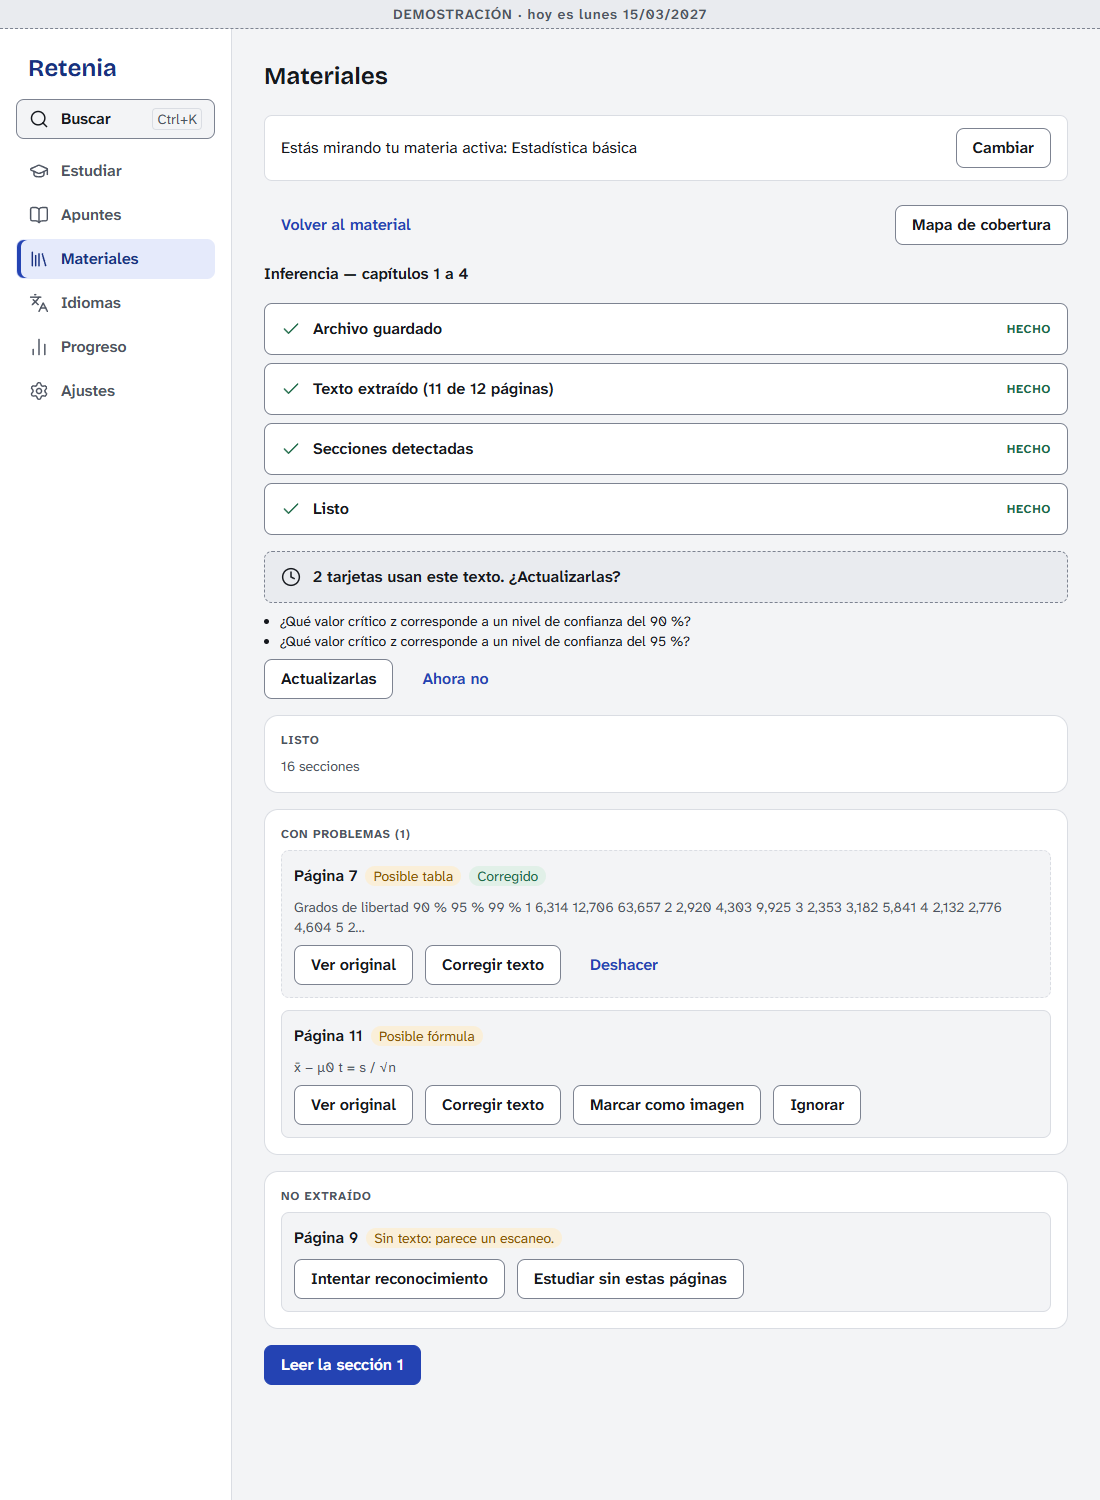 DEMOSTRACIÓN · hoy es lunes 15/03/2027
Retenia
Buscar Ctrl+K
Estudiar
Apuntes
Materiales
Idiomas
Progreso
Ajustes
Materiales
Estás mirando tu materia activa: Estadística básica Cambiar
Volver al material Mapa de cobertura
Inferencia — capítulos 1 a 4
Archivo guardado HECHO
Texto extraído (11 de 12 páginas) HECHO
Secciones detectadas HECHO
Listo HECHO
2 tarjetas usan este texto. ¿Actualizarlas?
• ¿Qué valor crítico z corresponde a un nivel de confianza del 90 %?
• ¿Qué valor crítico z corresponde a un nivel de confianza del 95 %?
Actualizarlas Ahora no
LISTO
16 secciones
CON PROBLEMAS (1)
Página 7 Posible tabla Corregido
Grados de libertad 90 % 95 % 99 % 1 6,314 12,706 63,657 2 2,920 4,303 9,925 3 2,353 3,182 5,841 4 2,132 2,776
4,604 5 2…
Ver original Corregir texto Deshacer
Página 11 Posible fórmula
x̄ − μ0 t = s / √n
Ver original Corregir texto Marcar como imagen Ignorar
NO EXTRAÍDO
Página 9 Sin texto: parece un escaneo.
Intentar reconocimiento Estudiar sin estas páginas
Leer la sección 1